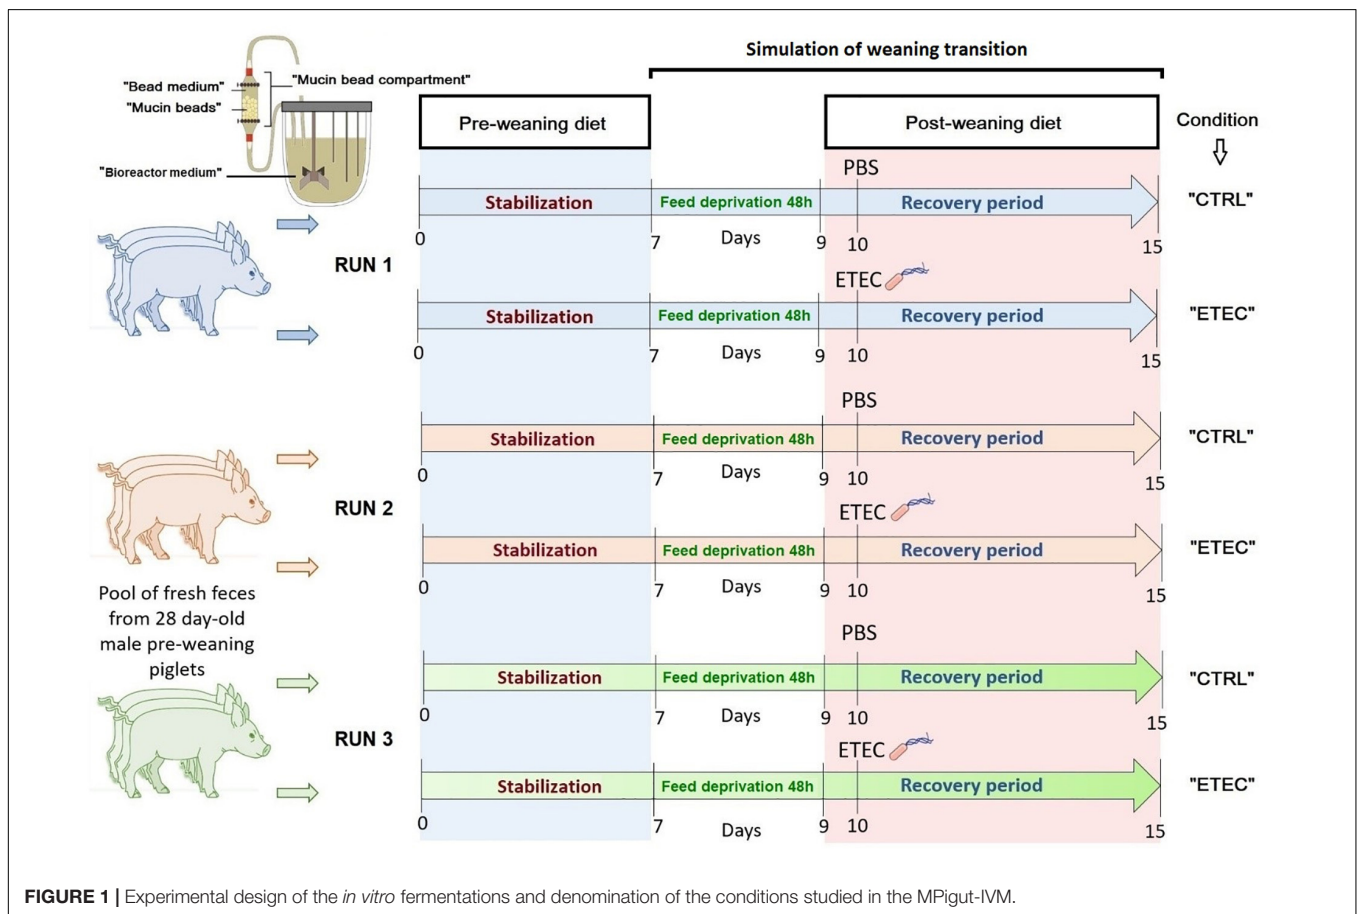 Simulation of weaning transition
"Bead medium"
"Mucin beads"
"Mucin bead compartment"
"Bioreactor medium"
Pre-weaning diet
Post-weaning diet
Condition
PBS
Stabilization
Feed deprivation 48h
Recovery period
"CTRL"
0
7
Days
9
10
15
RUN 1
ETEC
Stabilization
Feed deprivation 48h
Recovery period
"ETEC"
0
7
Days
9
10
15
PBS
Stabilization
Feed deprivation 48h
Recovery period
"CTRL"
0
7
Days
9
10
15
RUN 2
ETEC
Stabilization
Feed deprivation 48h
Recovery period
"ETEC"
0
7
Days
9
10
15
Pool of fresh feces
from 28 day-old
male pre-weaning
piglets
PBS
Stabilization
Feed deprivation 48h
Recovery period
"CTRL"
0
7
Days
9
10
15
RUN 3
ETEC
Stabilization
Feed deprivation 48h
Recovery period
"ETEC"
0
7
Days
9
10
15
FIGURE 1 | Experimental design of the in vitro fermentations and denomination of the conditions studied in the MPigut-IVM.